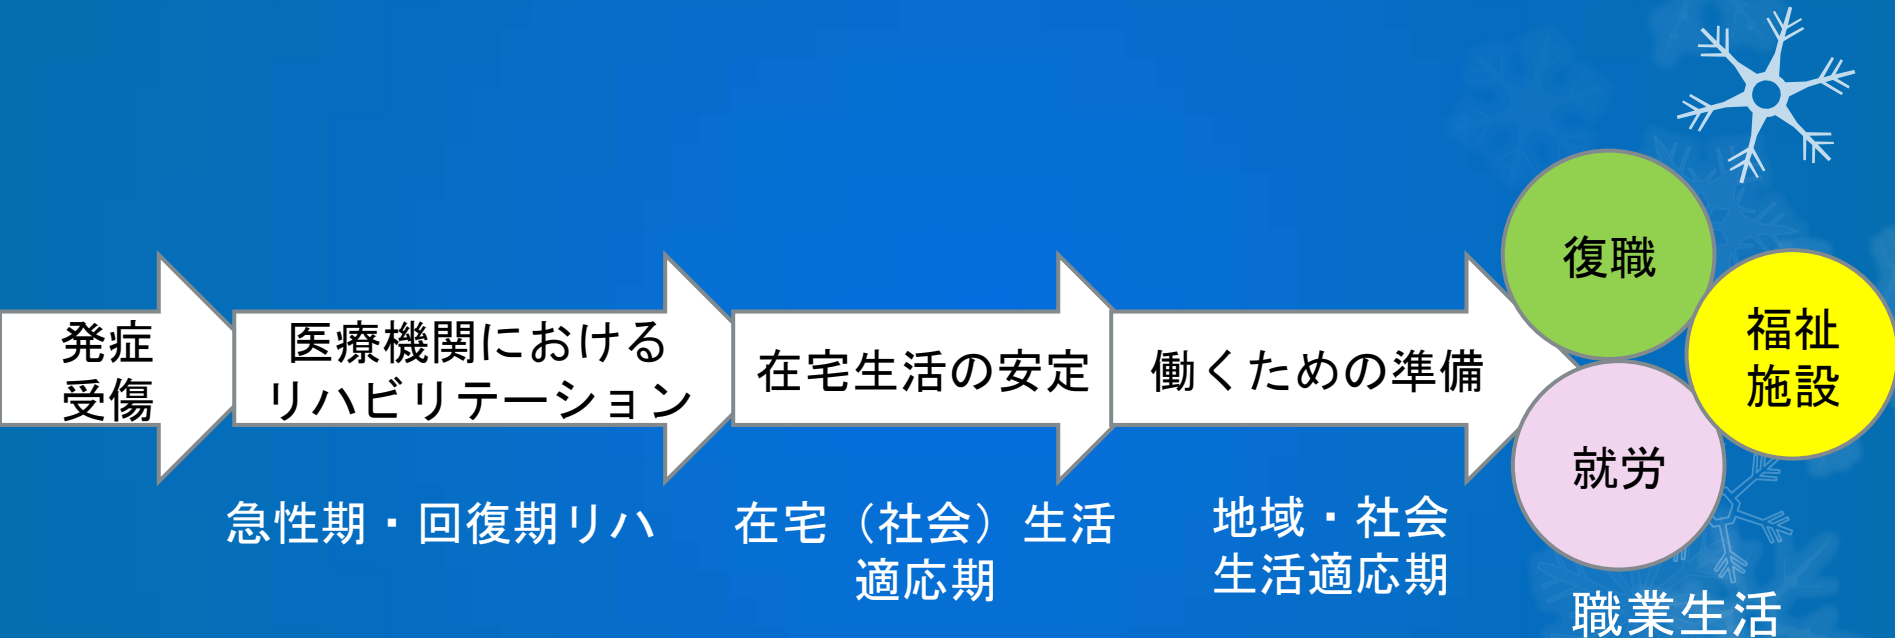 発症
受傷
医療機関における
リハビリテーション
在宅生活の安定
働くための準備
復職
福祉
施設
就労
急性期・回復期リハ
在宅（社会）生活
適応期
地域・社会
生活適応期
職業生活